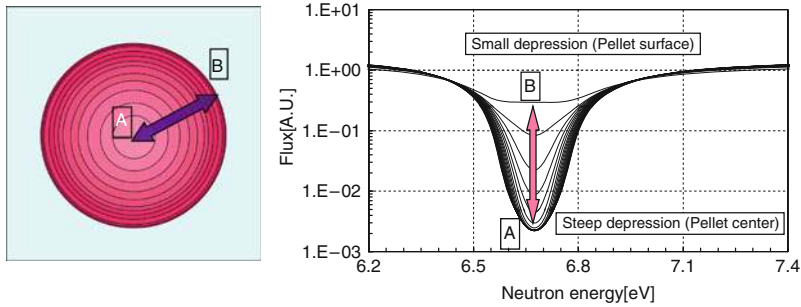 B
A
1.E+01
1.E+00
1.E-01
1.E-02
1.E-03
Flux[A.U.]
Small depression (Pellet surface)
B
A
Steep depression (Pellet center)
6.2 6.5 6.8 7.1 7.4
Neutron energy[eV]